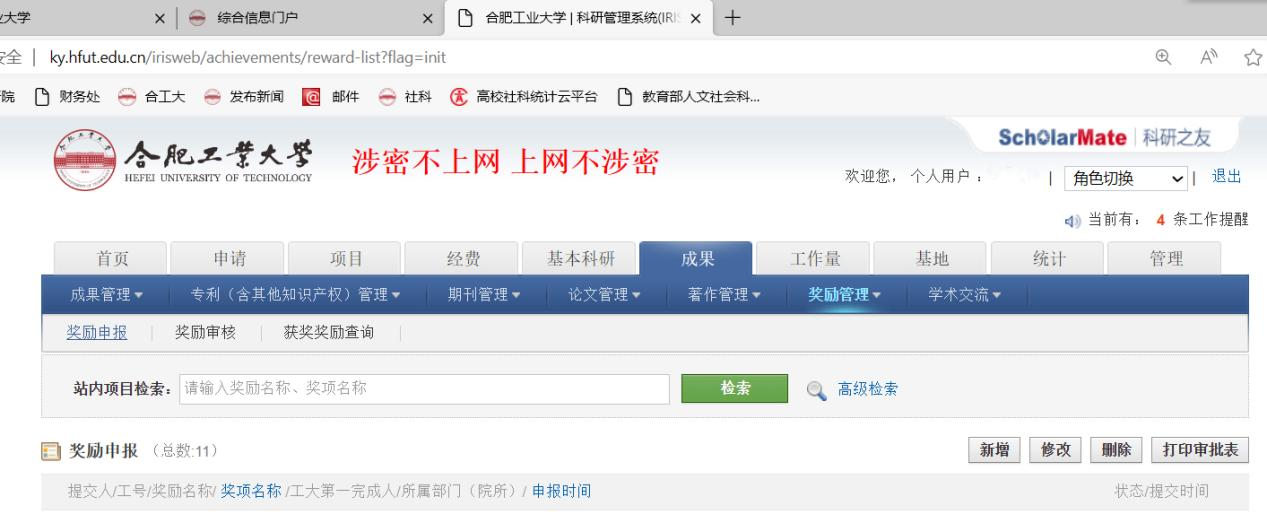 业大学
综合信息门户
合肥工业大学 | 科研管理系统(IRIS
安全 | ky.hfut.edu.cn/irisweb/achievements/reward-list?flag=init
院 财务处 合工大 发布新闻 邮件 社科 高校社科统计云平台 教育部人文社会科...
合肥工业大学
HEFEI UNIVERSITY OF TECHNOLOGY
涉密不上网 上网不涉密
ScholarMate | 科研之友
欢迎您， 个人用户： | 角色切换 | 退出
当前有： 4 条工作提醒
首页 申请 项目 经费 基本科研 成果 工作量 基地 统计 管理
成果管理 专利（含其他知识产权）管理 期刊管理 论文管理 著作管理 奖励管理 学术交流
奖励申报 奖励审核 获奖奖励查询
站内项目检索： 请输入奖励名称、奖项名称 检索 高级检索
奖励申报 （总数:11） 新增 修改 删除 打印审批表
提交人/工号/奖励名称/ 奖项名称 /工大第一完成人/所属部门（院所）/ 申报时间 状态/提交时间